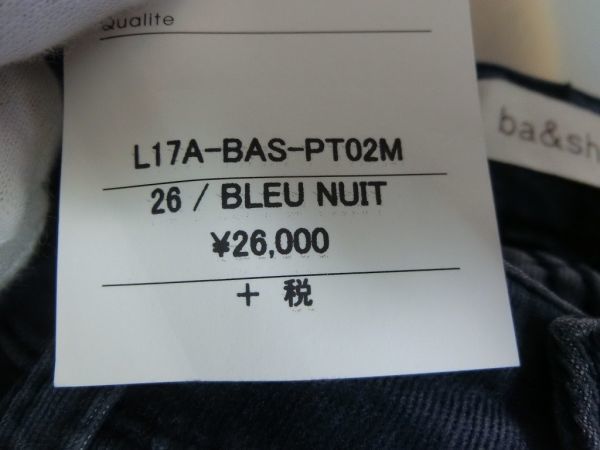 Qualite
L17A-BAS-PT02M
26 / BLEU NUIT
¥26,000
+ 税
ba&sh